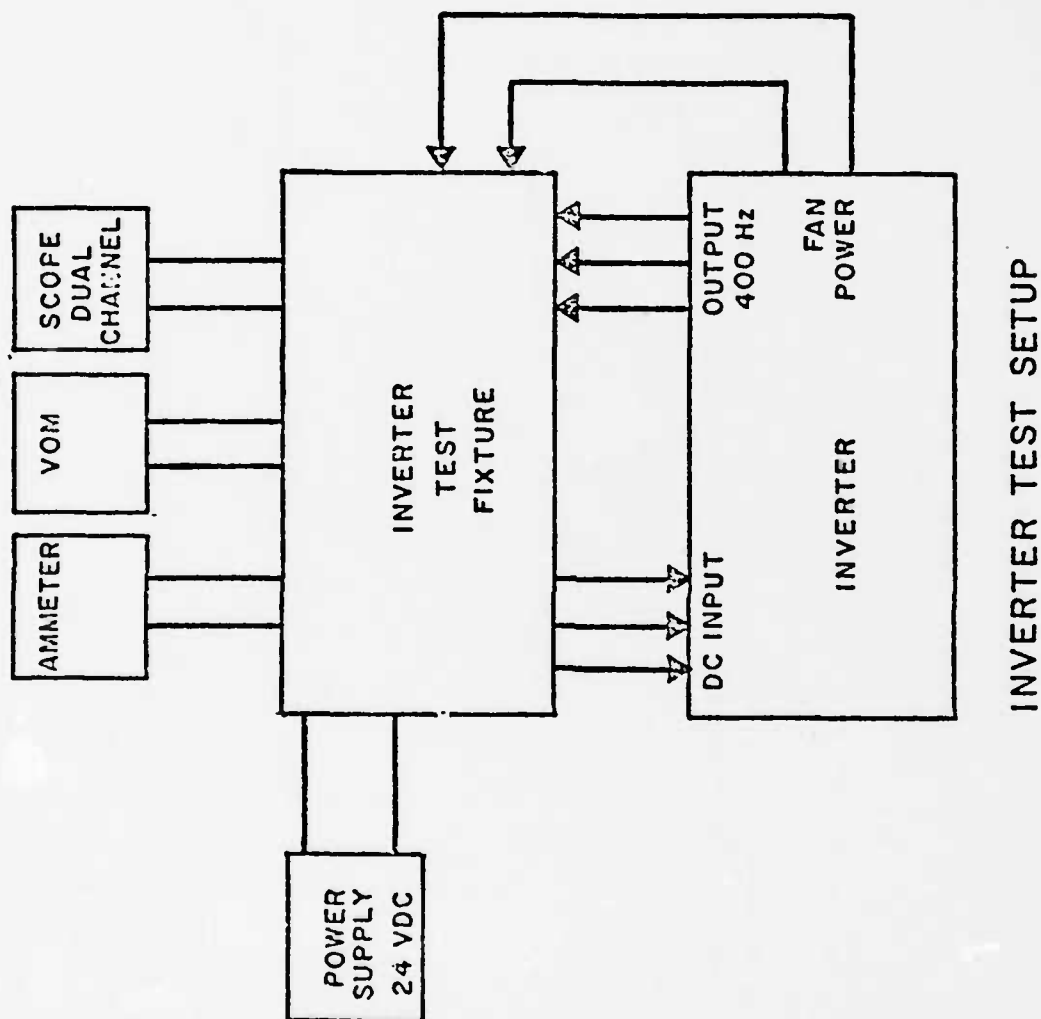 SCOPE
DUAL
CHANNEL
VOM
AMMETER
INVERTER
TEST
FIXTURE
POWER
SUPPLY
24 VDC
DC INPUT
OUTPUT
400 Hz
FAN
POWER
INVERTER
INVERTER TEST SETUP